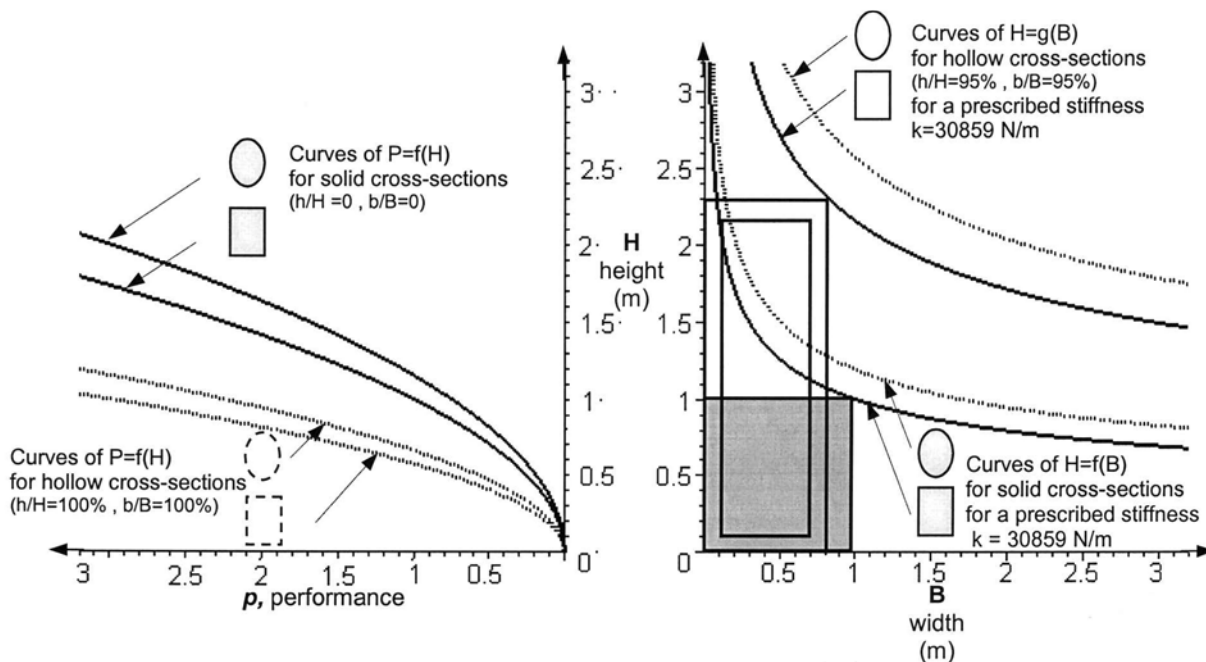 Curves of P=f(H)
for solid cross-sections
(h/H =0 , b/B=0)
Curves of P=f(H)
for hollow cross-sections
(h/H=100% , b/B=100%)
3
2.5
2
1.5
1
0.5
p, performance
H
height
(m)
3
2.5
2
1.5
1
0.5
0
Curves of H=g(B)
for hollow cross-sections
(h/H=95% , b/B=95%)
for a prescribed stiffness
k=30859 N/m
3
2.5
2
1.5
1
0.5
0
Curves of H=f(B)
for solid cross-sections
for a prescribed stiffness
k = 30859 N/m
0.5
1
1.5
2
2.5
3
B
width
(m)